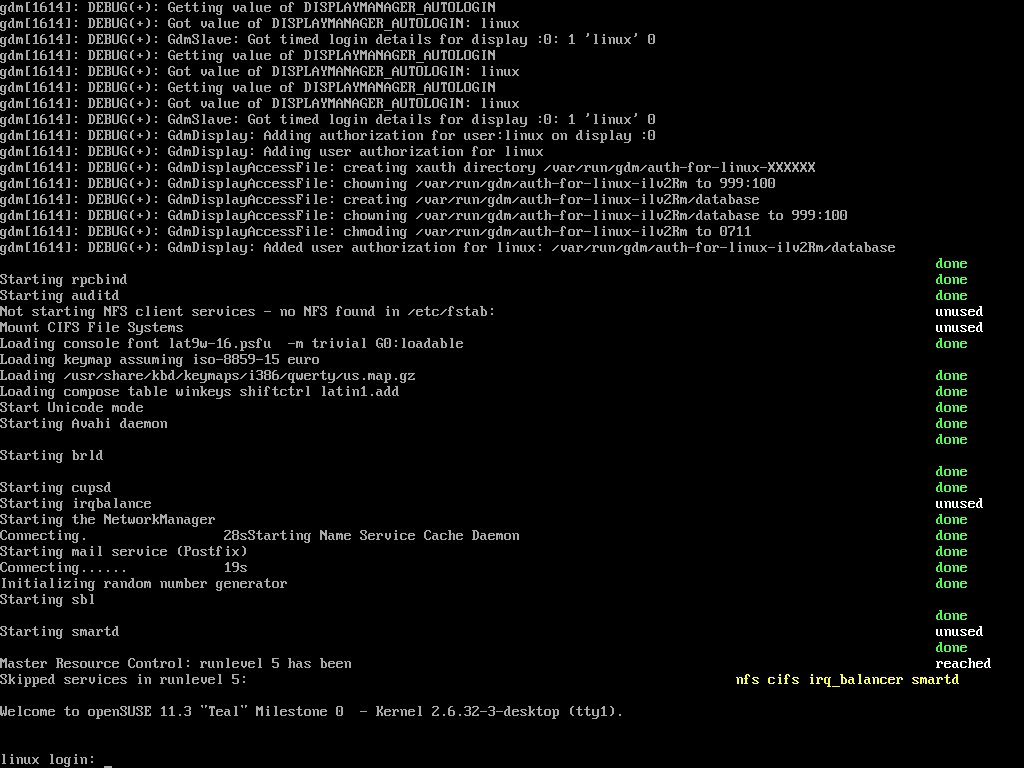 gdm[1614]: DEBUG(+): Getting value of DISPLAYMANAGER_AUTOLOGIN
gdm[1614]: DEBUG(+): Got value of DISPLAYMANAGER_AUTOLOGIN: linux
gdm[1614]: DEBUG(+): GdmSlave: Got timed login details for display :0: 1 'linux' 0
gdm[1614]: DEBUG(+): Getting value of DISPLAYMANAGER_AUTOLOGIN
gdm[1614]: DEBUG(+): Got value of DISPLAYMANAGER_AUTOLOGIN: linux
gdm[1614]: DEBUG(+): Getting value of DISPLAYMANAGER_AUTOLOGIN
gdm[1614]: DEBUG(+): Got value of DISPLAYMANAGER_AUTOLOGIN: linux
gdm[1614]: DEBUG(+): GdmSlave: Got timed login details for display :0: 1 'linux' 0
gdm[1614]: DEBUG(+): GdmDisplay: Adding authorization for user:linux on display :0
gdm[1614]: DEBUG(+): GdmDisplay: Adding user authorization for linux
gdm[1614]: DEBUG(+): GdmDisplayAccessFile: creating xauth directory /var/run/gdm/auth-for-linux-XXXXXX
gdm[1614]: DEBUG(+): GdmDisplayAccessFile: chowning /var/run/gdm/auth-for-linux-ilv2Rm to 999:100
gdm[1614]: DEBUG(+): GdmDisplayAccessFile: creating /var/run/gdm/auth-for-linux-ilv2Rm/database
gdm[1614]: DEBUG(+): GdmDisplayAccessFile: chowning /var/run/gdm/auth-for-linux-ilv2Rm/database to 999:100
gdm[1614]: DEBUG(+): GdmDisplayAccessFile: chmoding /var/run/gdm/auth-for-linux-ilv2Rm to 0711
gdm[1614]: DEBUG(+): GdmDisplay: Added user authorization for linux: /var/run/gdm/auth-for-linux-ilv2Rm/database
done
Starting rpcbind done
Starting auditd done
Not starting NFS client services - no NFS found in /etc/fstab: unused
Mount CIFS File Systems unused
Loading console font lat9w-16.psfu  -m trivial G0:loadable done
Loading keymap assuming iso-8859-15 euro
Loading /usr/share/kbd/keymaps/i386/qwerty/us.map.gz done
Loading compose table winkeys shiftctrl latin1.add done
Start Unicode mode done
Starting Avahi daemon done
done
Starting brld
done
Starting cupsd done
Starting irqbalance unused
Starting the NetworkManager done
Connecting. 28sStarting Name Service Cache Daemon done
Starting mail service (Postfix) done
Connecting...... 19s done
Initializing random number generator done
Starting sbl
done
Starting smartd unused
done
Master Resource Control: runlevel 5 has been reached
Skipped services in runlevel 5: nfs cifs irq_balancer smartd
Welcome to openSUSE 11.3 "Teal" Milestone 0  - Kernel 2.6.32-3-desktop (tty1).
linux login: _